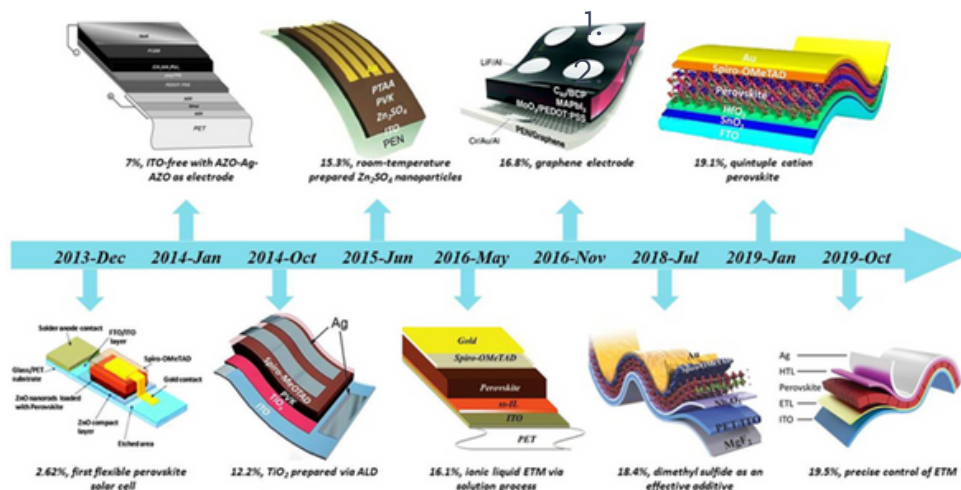 1.
2.
Gold
PCBM
PET
7%, ITO-free with AZO-Ag-
AZO as electrode
PTAA
PVK
Zn₂SO₄
ITO
PEN
15.3%, room-temperature
prepared Zn₂SO₄ nanoparticles
LiF/Al
C₆₀/BCP
MAPbI₃
MoO₃/PEDOT:PSS
PEN/Graphene
Cr/Au/Al
16.8%, graphene electrode
Au
Spiro-OMeTAD
Perovskite
HfO₂
SnO₂
FTO
19.1%, quintuple cation
perovskite
2013-Dec 2014-Jan 2014-Oct 2015-Jun 2016-May 2016-Nov 2018-Jul 2019-Jan 2019-Oct
Solder anode contact
FTO/ITO
layer
Glass/PET
substrate
Spiro-OMeTAD
Gold contact
ZnO nanorods loaded
with Perovskite
ZnO compact
layer
Etched area
2.62%, first flexible perovskite
solar cell
Ag
Spiro-MeOTAD
PVK
TiO₂
ITO
12.2%, TiO₂ prepared via ALD
Gold
Spiro-OMeTAD
Perovskite
ss-IL
ITO
PET
16.1%, ionic liquid ETM via
solution process
Au
PET-ITO
MgF₂
18.4%, dimethyl sulfide as an
effective additive
Ag
HTL
Perovskite
ETL
ITO
19.5%, precise control of ETM